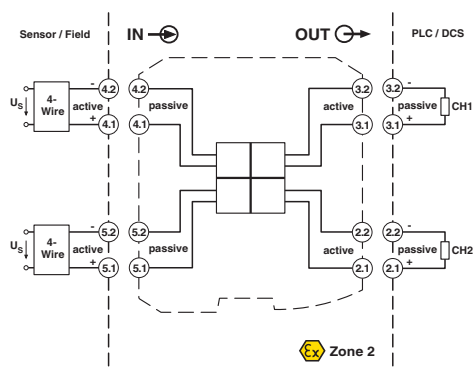 Sensor / Field IN OUT PLC / DCS
U_S 4-Wire - active + 4.2 4.1
4.2 4.1 passive
active 3.2 3.1
3.2 3.1 - passive + CH1
U_S 4-Wire - active + 5.2 5.1
5.2 5.1 passive
active 2.2 2.1
2.2 2.1 - passive + CH2
Ex Zone 2